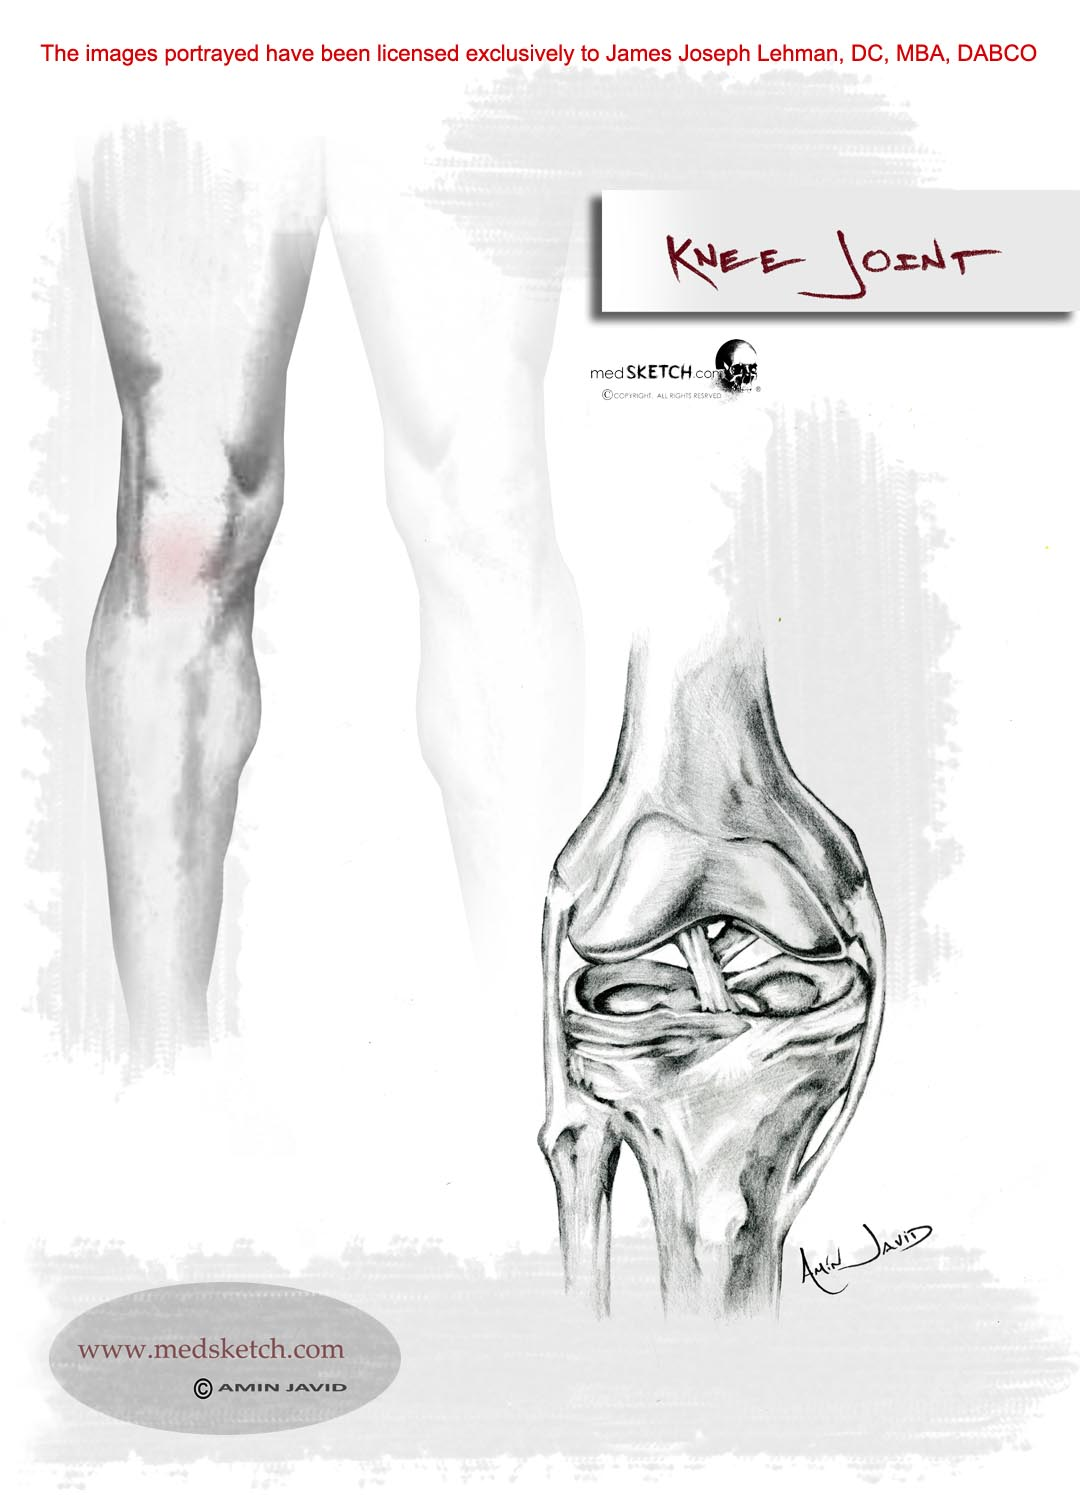 The images portrayed have been licensed exclusively to James Joseph Lehman, DC, MBA, DABCO
KNEE JOINT
medSKETCH.com
©COPYRIGHT. ALL RIGHTS RESRVED ®
AMIN JAVID
www.medsketch.com
© AMIN JAVID